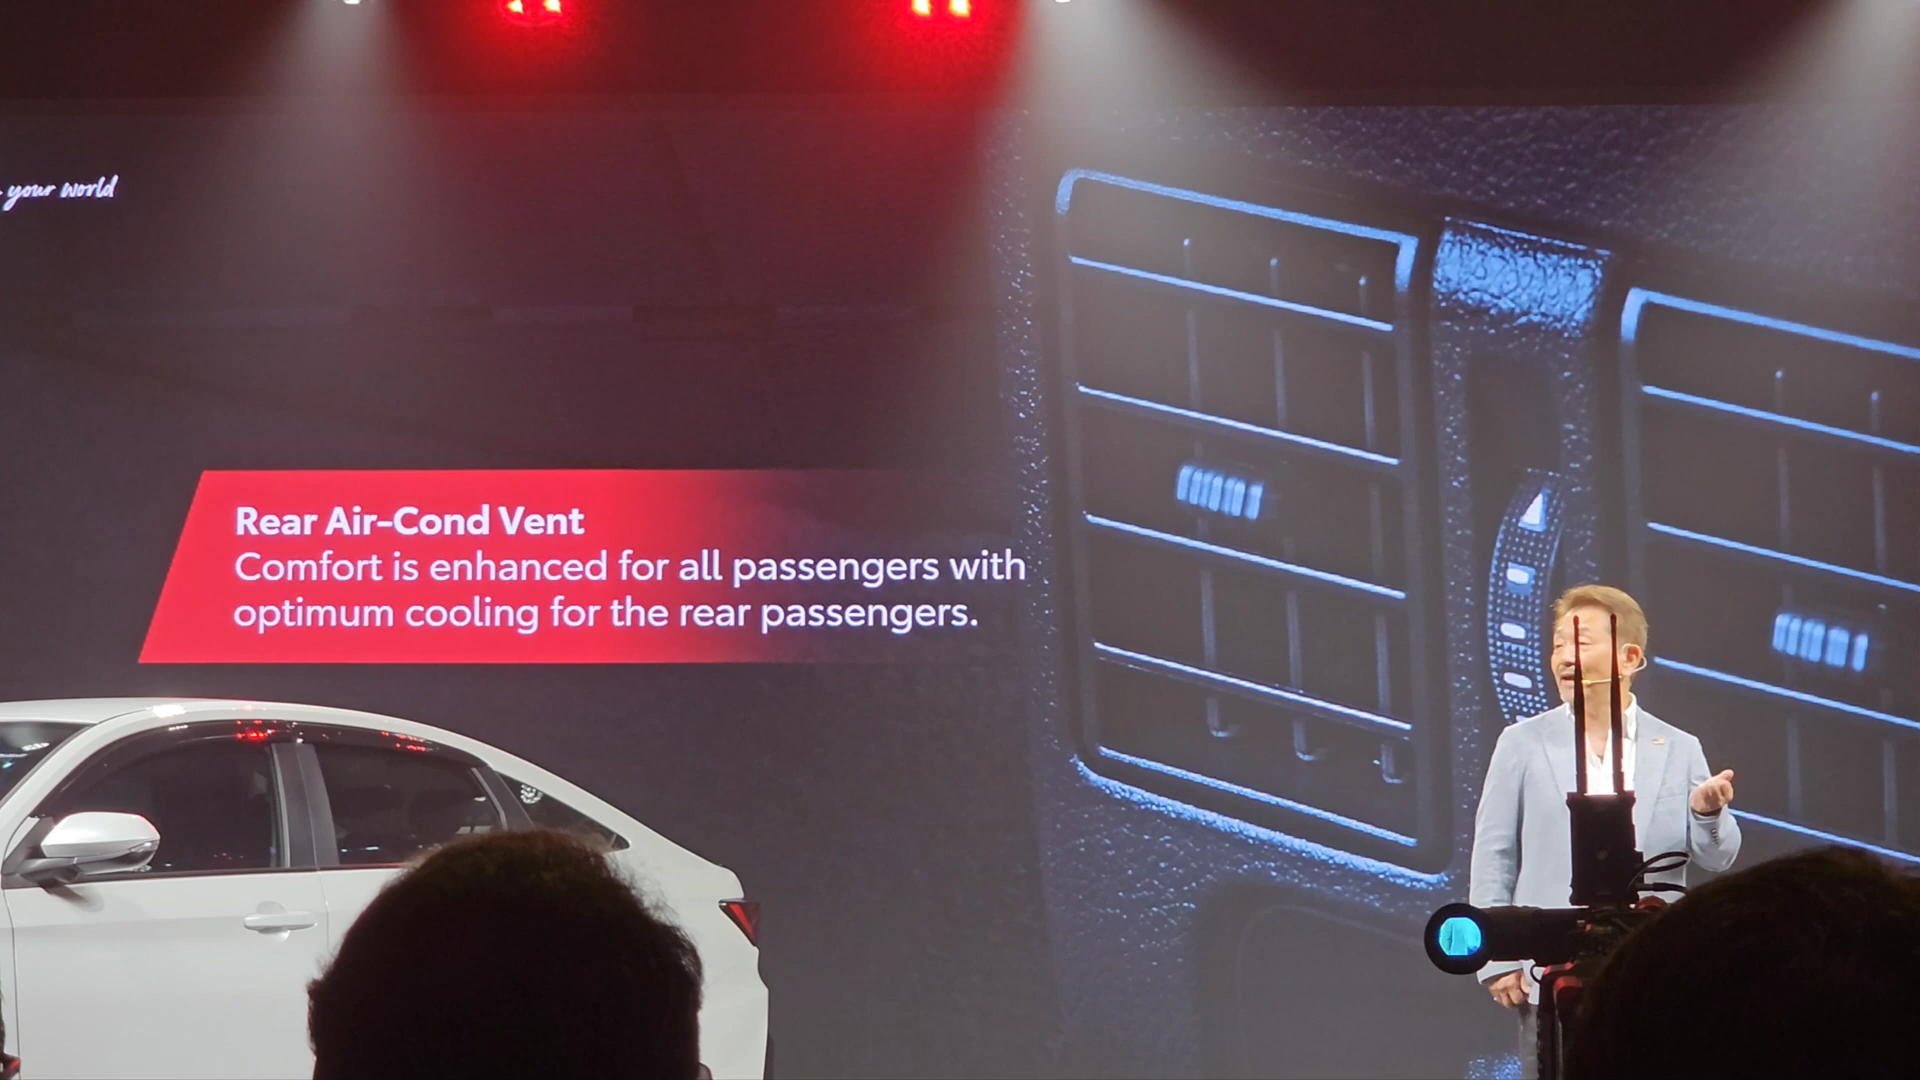 your world
Rear Air-Cond Vent
Comfort is enhanced for all passengers with
optimum cooling for the rear passengers.